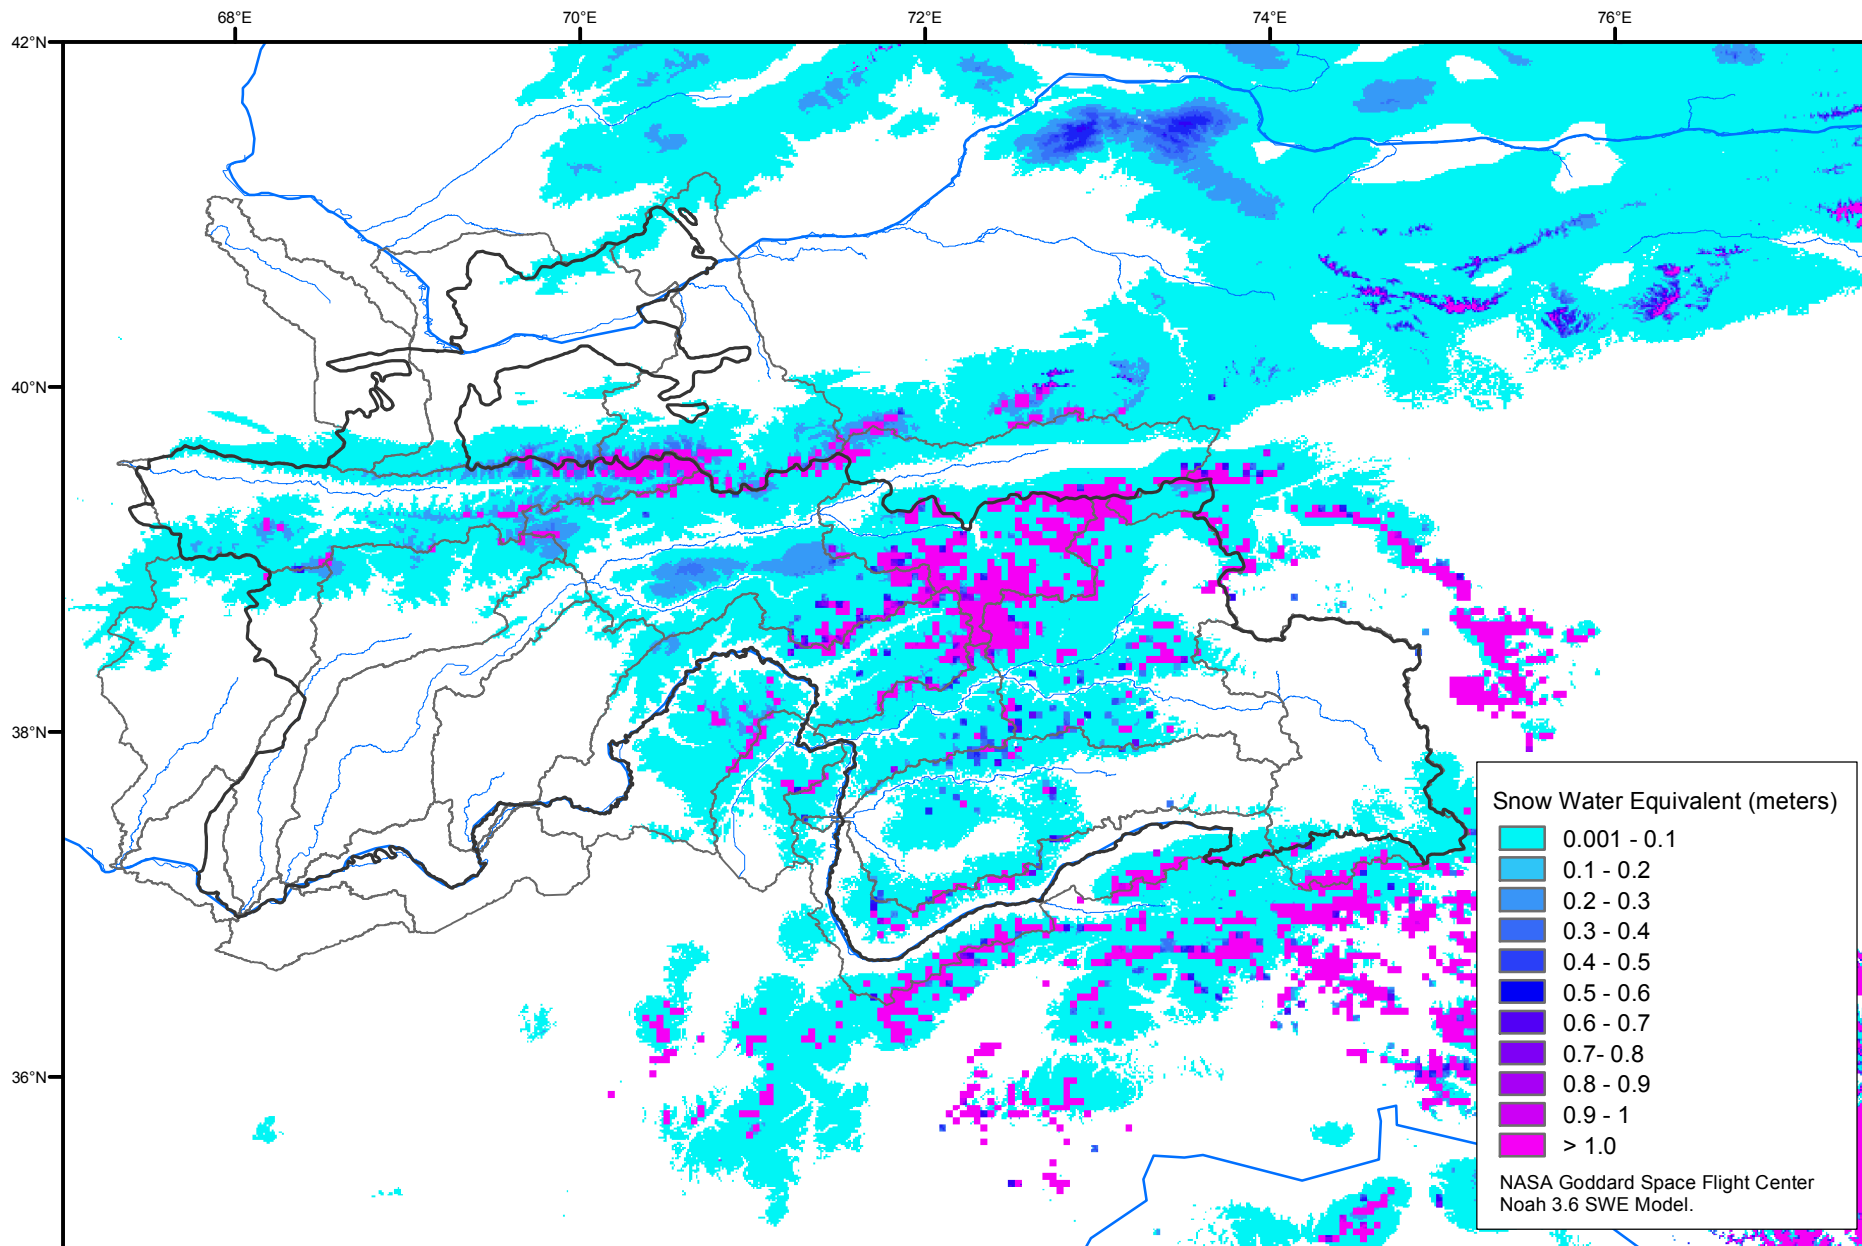 68°E
70°E
72°E
74°E
76°E
42°N
40°N
38°N
36°N
Snow Water Equivalent (meters)
0.001 - 0.1
0.1 - 0.2
0.2 - 0.3
0.3 - 0.4
0.4 - 0.5
0.5 - 0.6
0.6 - 0.7
0.7- 0.8
0.8 - 0.9
0.9 - 1
> 1.0
NASA Goddard Space Flight Center
Noah 3.6 SWE Model.